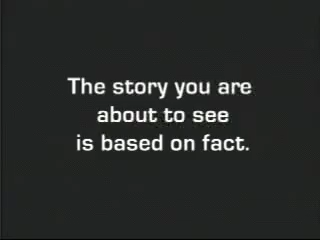 The story you are
about to see
is based on fact.